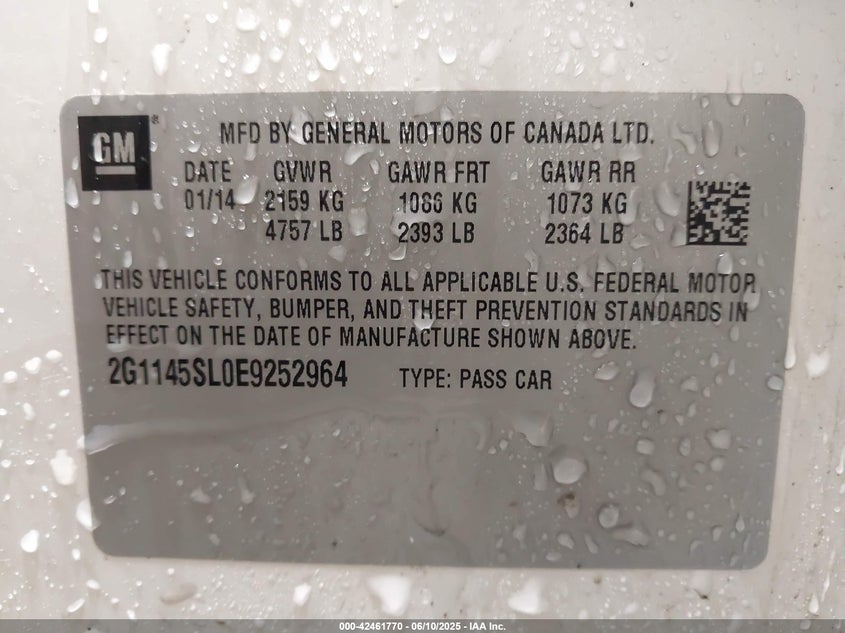 GM ®
MFD BY GENERAL MOTORS OF CANADA LTD.
DATE GVWR GAWR FRT GAWR RR
01/14 2159 KG 1086 KG 1073 KG
4757 LB 2393 LB 2364 LB
THIS VEHICLE CONFORMS TO ALL APPLICABLE U.S. FEDERAL MOTOR
VEHICLE SAFETY, BUMPER, AND THEFT PREVENTION STANDARDS IN
EFFECT ON THE DATE OF MANUFACTURE SHOWN ABOVE.
2G1145SL0E9252964 TYPE: PASS CAR
000-42461770 - 06/10/2025 - IAA Inc.